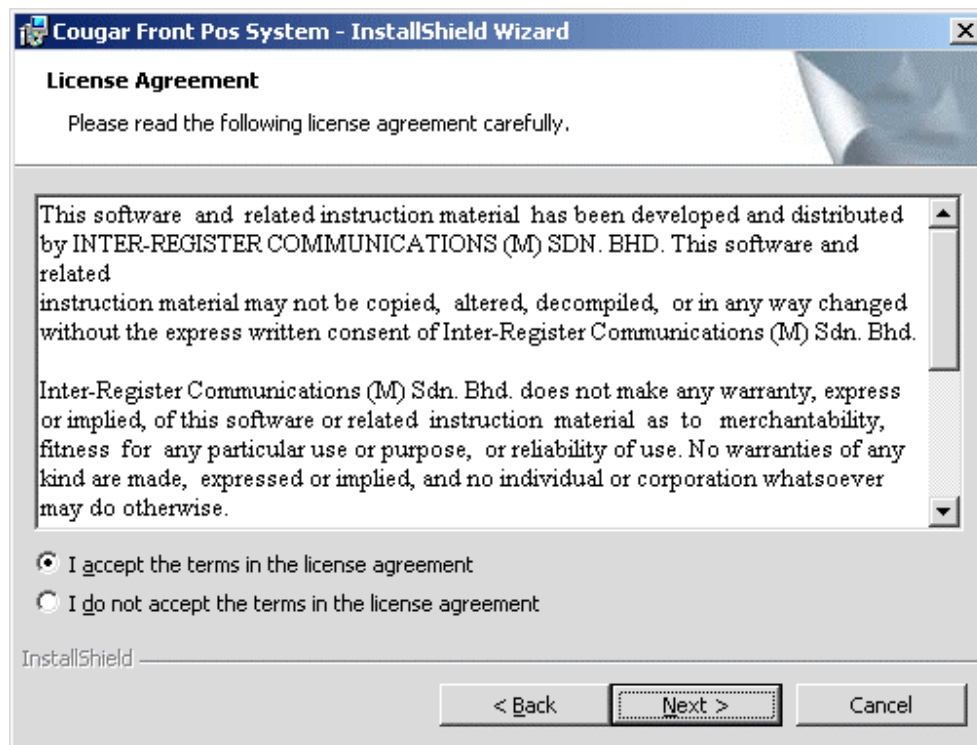 Cougar Front Pos System - InstallShield Wizard
License Agreement
Please read the following license agreement carefully.
This software and related instruction material has been developed and distributed
by INTER-REGISTER COMMUNICATIONS (M) SDN. BHD. This software and
related
instruction material may not be copied, altered, decompiled, or in any way changed
without the express written consent of Inter-Register Communications (M) Sdn. Bhd.
Inter-Register Communications (M) Sdn. Bhd. does not make any warranty, express
or implied, of this software or related instruction material as to merchantability,
fitness for any particular use or purpose, or reliability of use. No warranties of any
kind are made, expressed or implied, and no individual or corporation whatsoever
may do otherwise.
I accept the terms in the license agreement
I do not accept the terms in the license agreement
InstallShield
< Back Next > Cancel